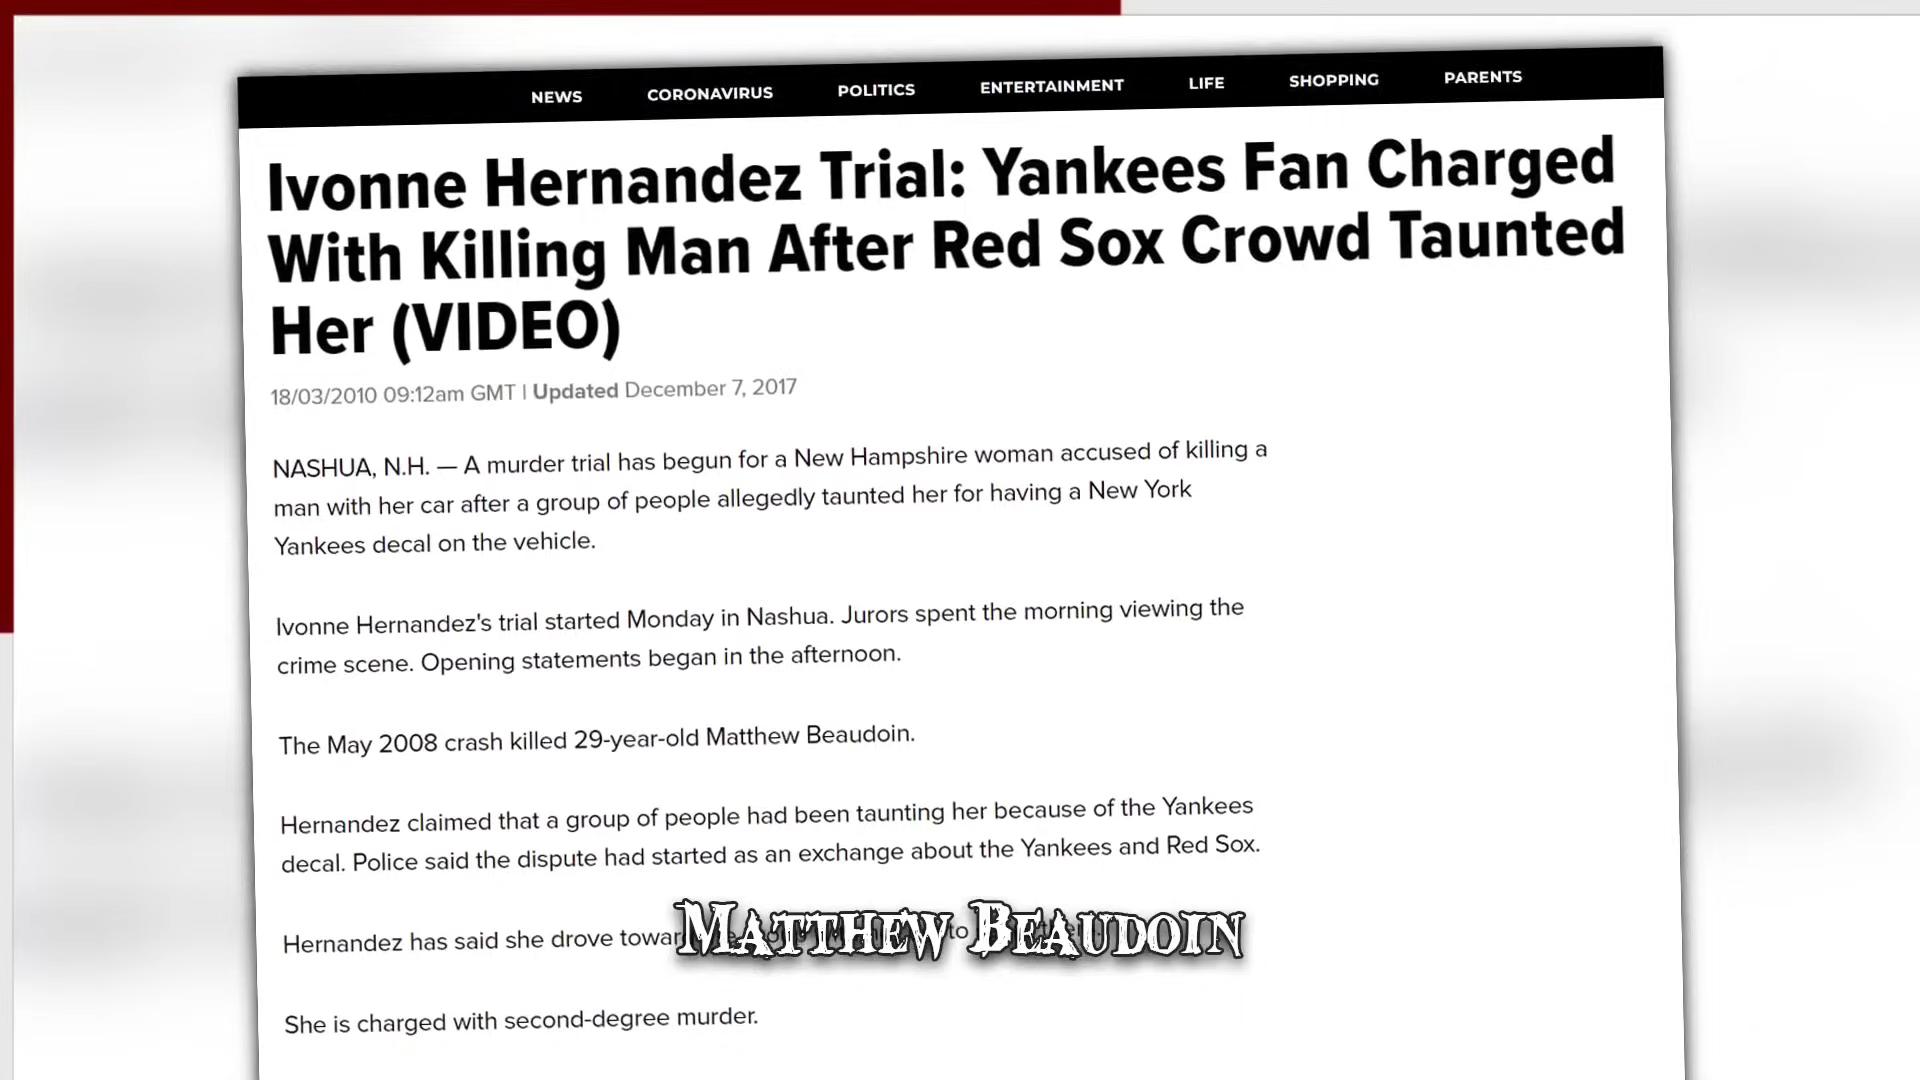 NEWS CORONAVIRUS POLITICS ENTERTAINMENT LIFE SHOPPING PARENTS
Ivonne Hernandez Trial: Yankees Fan Charged
With Killing Man After Red Sox Crowd Taunted
Her (VIDEO)
18/03/2010 09:12am GMT | Updated December 7, 2017
NASHUA, N.H. — A murder trial has begun for a New Hampshire woman accused of killing a
man with her car after a group of people allegedly taunted her for having a New York
Yankees decal on the vehicle.
Ivonne Hernandez's trial started Monday in Nashua. Jurors spent the morning viewing the
crime scene. Opening statements began in the afternoon.
The May 2008 crash killed 29-year-old Matthew Beaudoin.
Hernandez claimed that a group of people had been taunting her because of the Yankees
decal. Police said the dispute had started as an exchange about the Yankees and Red Sox.
Hernandez has said she drove to
Matthew Beaudoin
She is charged with second-degree murder.